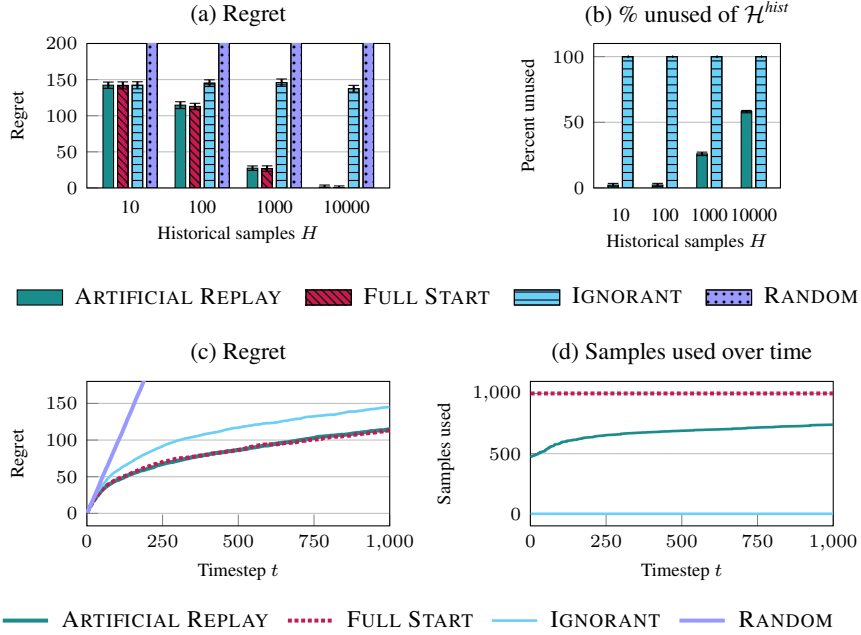 (a) Regret
(b) % unused of 𝓗^hist
200
150
100
50
0
Regret
10 100 1000 10000
Historical samples H
100
50
0
Percent unused
10 100 1000 10000
Historical samples H
ARTIFICIAL REPLAY FULL START IGNORANT RANDOM
(c) Regret
(d) Samples used over time
150
100
50
0
Regret
0 250 500 750 1,000
Timestep t
1,000
500
0
Samples used
0 250 500 750 1,000
Timestep t
ARTIFICIAL REPLAY FULL START IGNORANT RANDOM